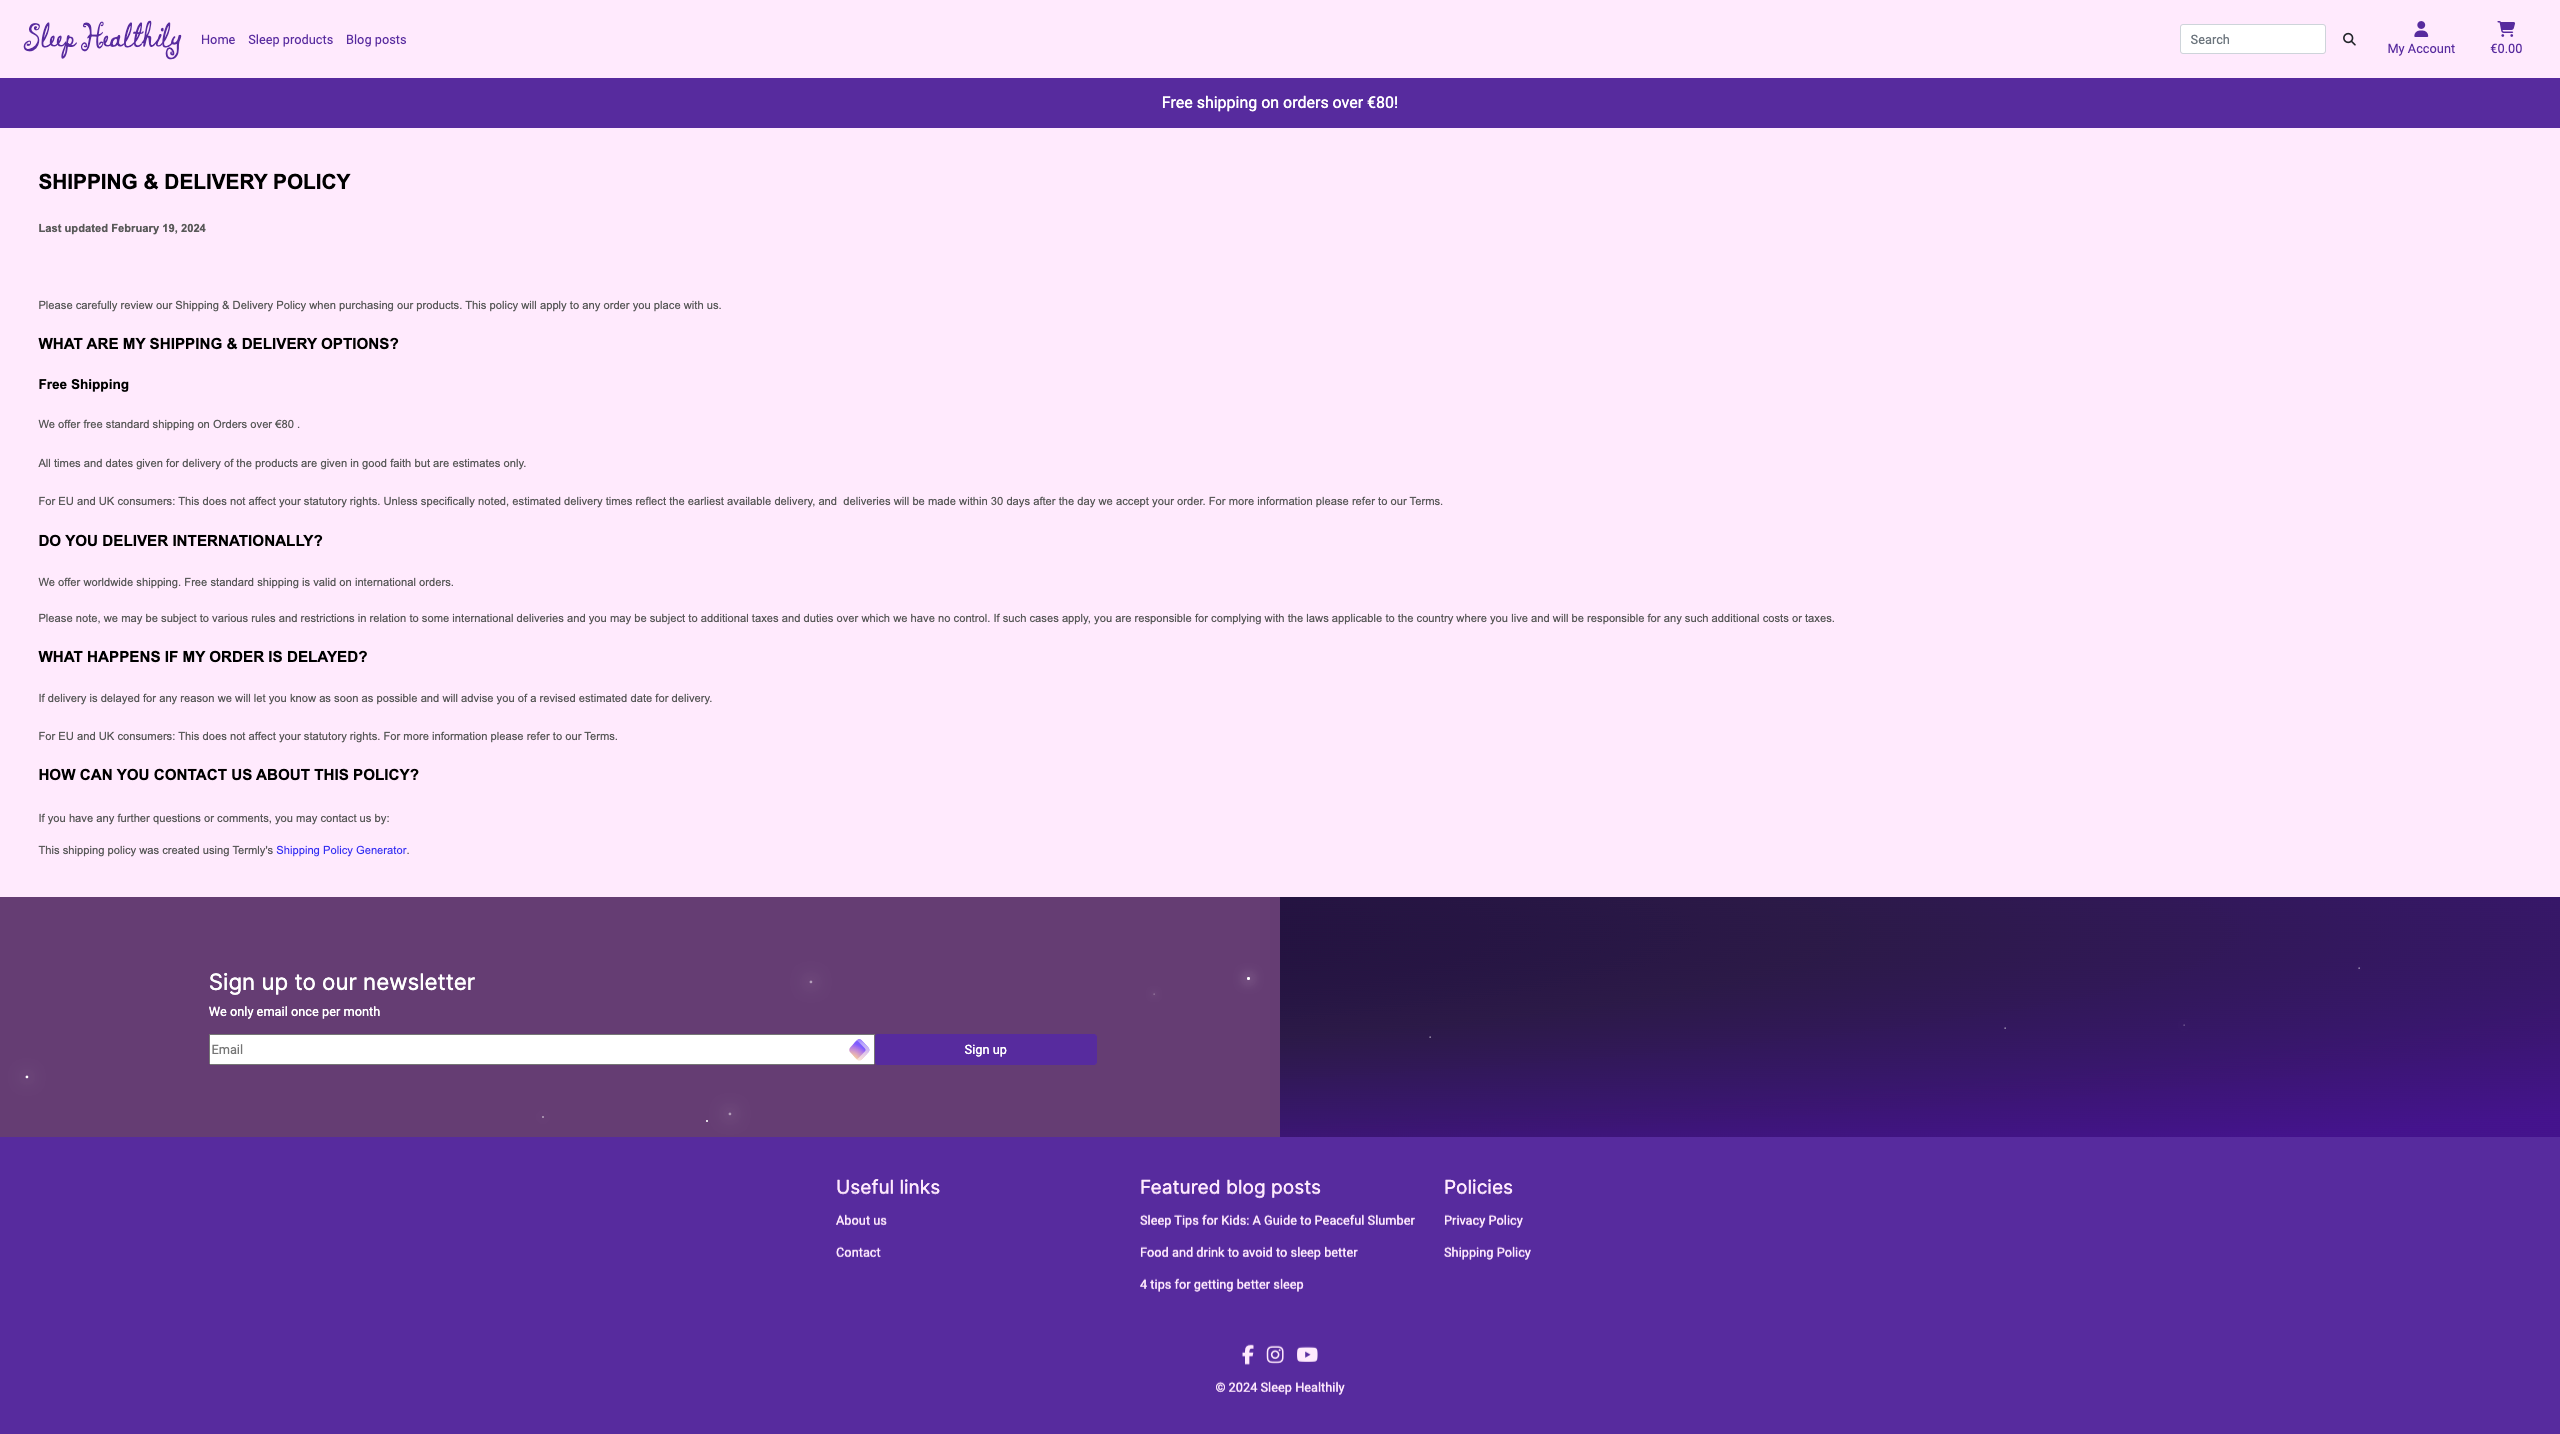 Sleep Healthily
Home Sleep products Blog posts
Search
My Account
€0.00
Free shipping on orders over €80!
SHIPPING & DELIVERY POLICY
Last updated February 19, 2024
Please carefully review our Shipping & Delivery Policy when purchasing our products. This policy will apply to any order you place with us.
WHAT ARE MY SHIPPING & DELIVERY OPTIONS?
Free Shipping
We offer free standard shipping on Orders over €80 .
All times and dates given for delivery of the products are given in good faith but are estimates only.
For EU and UK consumers: This does not affect your statutory rights. Unless specifically noted, estimated delivery times reflect the earliest available delivery, and  deliveries will be made within 30 days after the day we accept your order. For more information please refer to our Terms.
DO YOU DELIVER INTERNATIONALLY?
We offer worldwide shipping. Free standard shipping is valid on international orders.
Please note, we may be subject to various rules and restrictions in relation to some international deliveries and you may be subject to additional taxes and duties over which we have no control. If such cases apply, you are responsible for complying with the laws applicable to the country where you live and will be responsible for any such additional costs or taxes.
WHAT HAPPENS IF MY ORDER IS DELAYED?
If delivery is delayed for any reason we will let you know as soon as possible and will advise you of a revised estimated date for delivery.
For EU and UK consumers: This does not affect your statutory rights. For more information please refer to our Terms.
HOW CAN YOU CONTACT US ABOUT THIS POLICY?
If you have any further questions or comments, you may contact us by:
This shipping policy was created using Termly's Shipping Policy Generator.
Sign up to our newsletter
We only email once per month
Email
Sign up
Useful links
About us
Contact
Featured blog posts
Sleep Tips for Kids: A Guide to Peaceful Slumber
Food and drink to avoid to sleep better
4 tips for getting better sleep
Policies
Privacy Policy
Shipping Policy
© 2024 Sleep Healthily